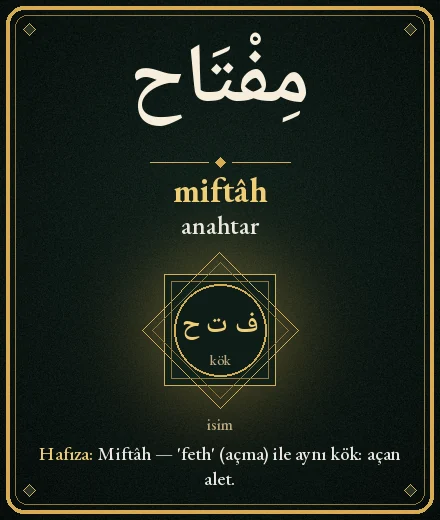 مِفْتَاح
miftâh
anahtar
ف ت ح
kök
isim
Hafıza: Miftâh — 'feth' (açma) ile aynı kök: açan
alet.